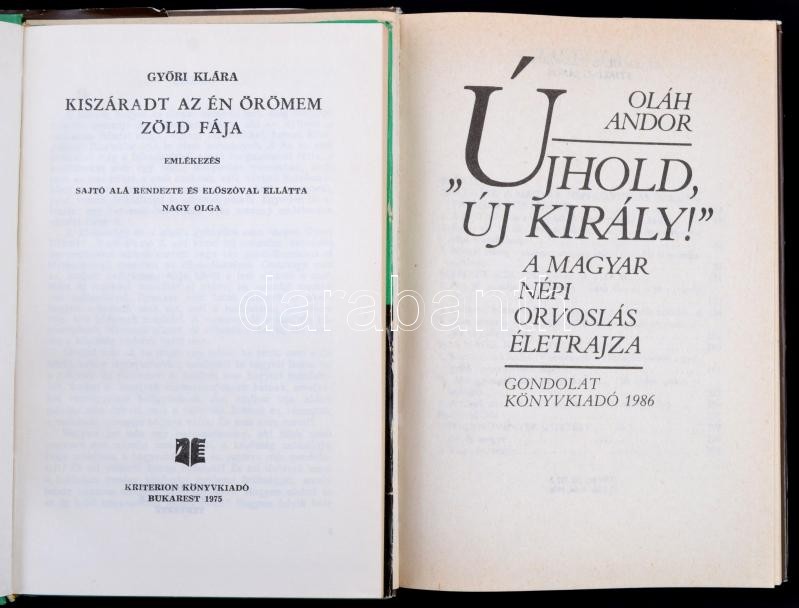 GYŐRI KLÁRA
KISZÁRADT AZ ÉN ÖRÖMEM
ZÖLD FÁJA
EMLÉKEZÉS
SAJTÓ ALÁ RENDEZTE ÉS ELŐSZÓVAL ELLÁTTA
NAGY OLGA
KRITERION KÖNYVKIADÓ
BUKAREST 1975
OLÁH
ANDOR
„ÚJHOLD,
ÚJ KIRÁLY!”
A MAGYAR
NÉPI
ORVOSLÁS
ÉLETRAJZA
GONDOLAT
KÖNYVKIADÓ 1986
darabanth